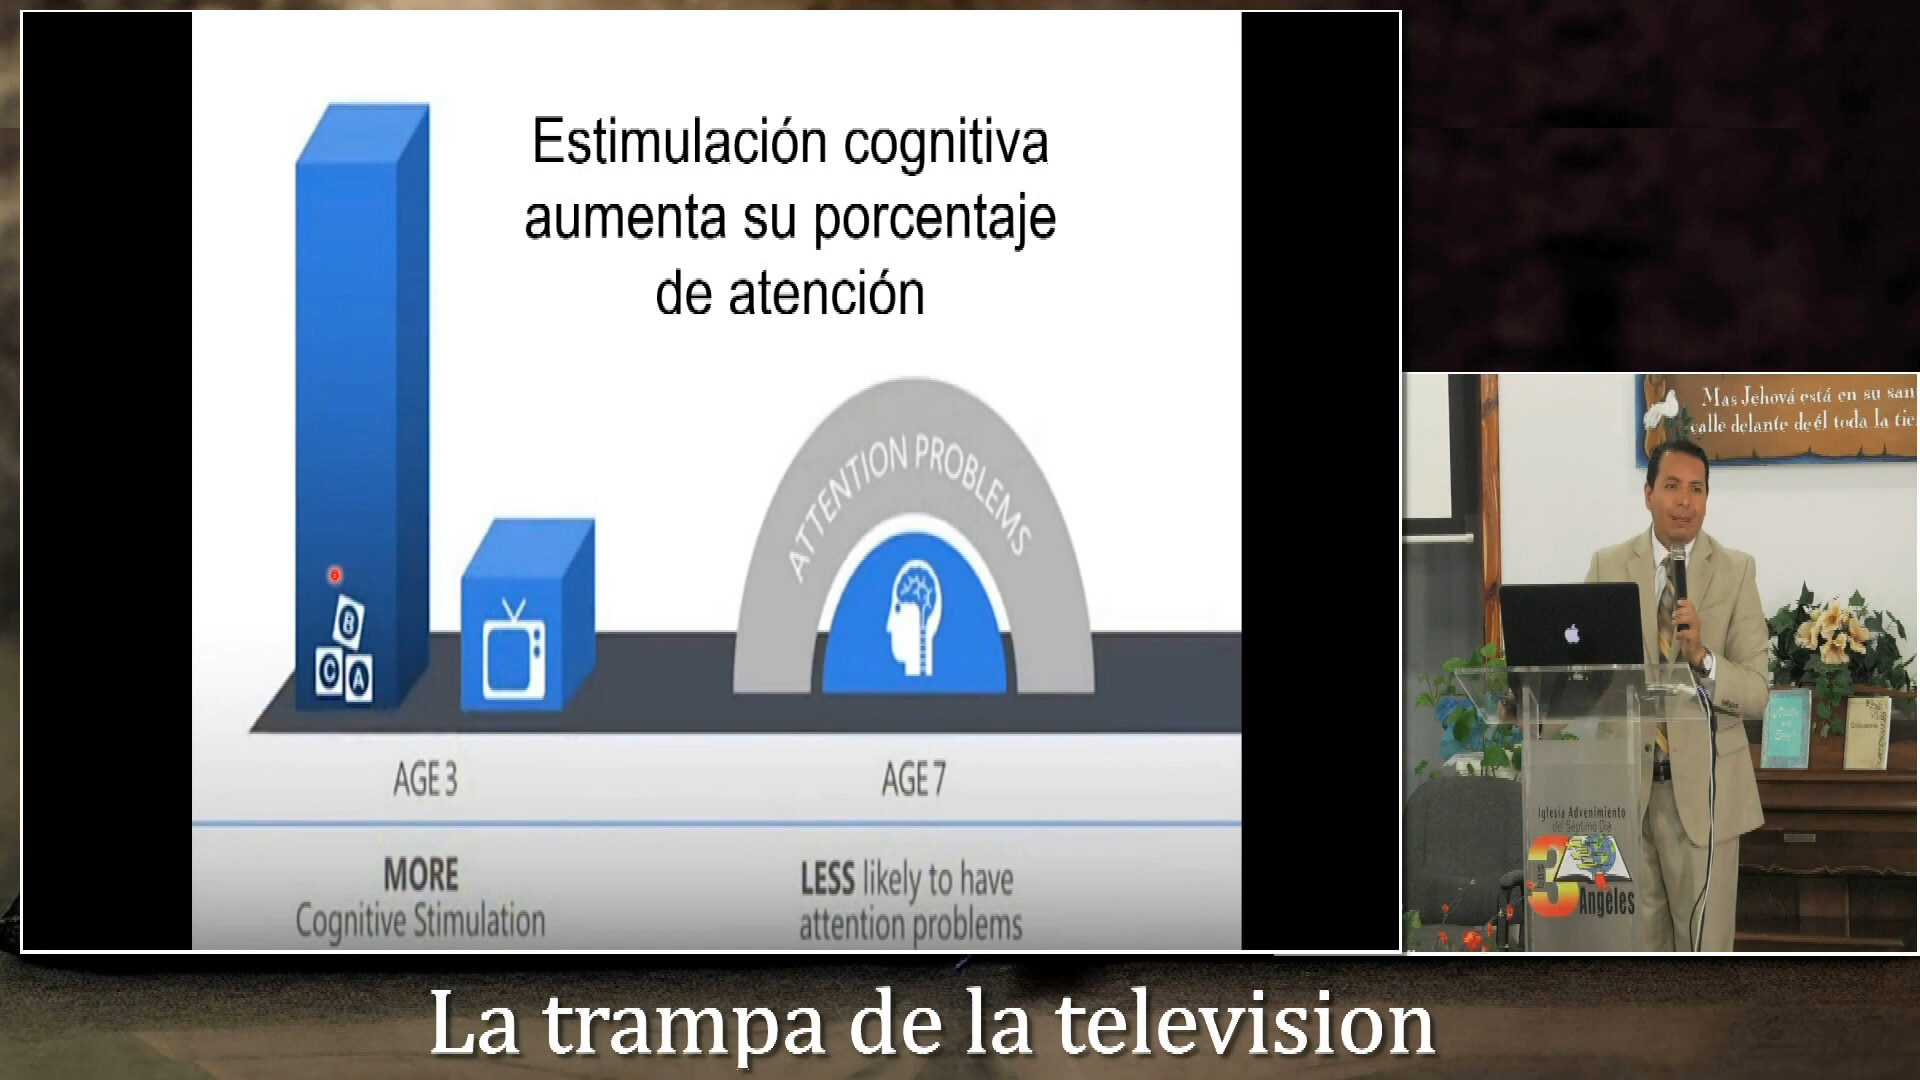 Estimulación cognitiva
aumenta su porcentaje
de atención
ATTENTION PROBLEMS
B
C A
AGE 3
AGE 7
MORE
Cognitive Stimulation
LESS likely to have
attention problems
Mas Jehová está en su san
calle delante de él toda la tie
Iglesia Advenimiento
del Séptimo Día
Los
3
Angeles
La trampa de la television